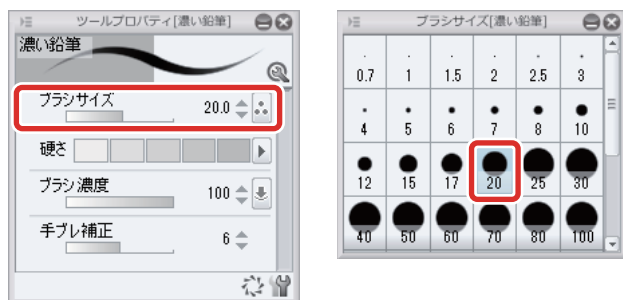 ツールプロパティ[濃い鉛筆]
濃い鉛筆
ブラシサイズ 20.0
硬さ
ブラシ濃度 100
手ブレ補正 6
ブラシサイズ[濃い鉛筆]
0.7 1 1.5 2 2.5 3
4 5 6 7 8 10
12 15 17 20 25 30
40 50 60 70 80 100